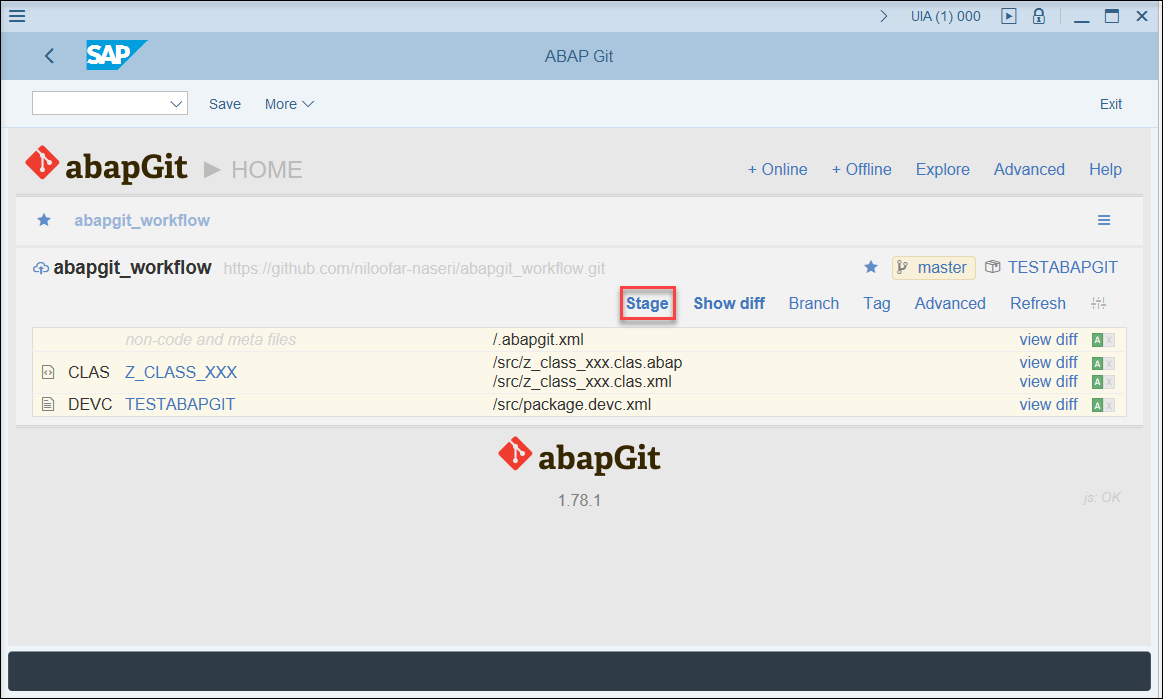 UIA (1) 000
SAP ABAP Git
Save More Exit
abapGit HOME + Online + Offline Explore Advanced Help
abapgit_workflow
abapgit_workflow https://github.com/niloofar-naseri/abapgit_workflow.git master TESTABAPGIT
Stage Show diff Branch Tag Advanced Refresh
non-code and meta files /.abapgit.xml view diff A X
/src/z_class_xxx.clas.abap view diff A X
CLAS Z_CLASS_XXX
/src/z_class_xxx.clas.xml view diff A X
DEVC TESTABAPGIT /src/package.devc.xml view diff A X
abapGit
1.78.1 js: OK